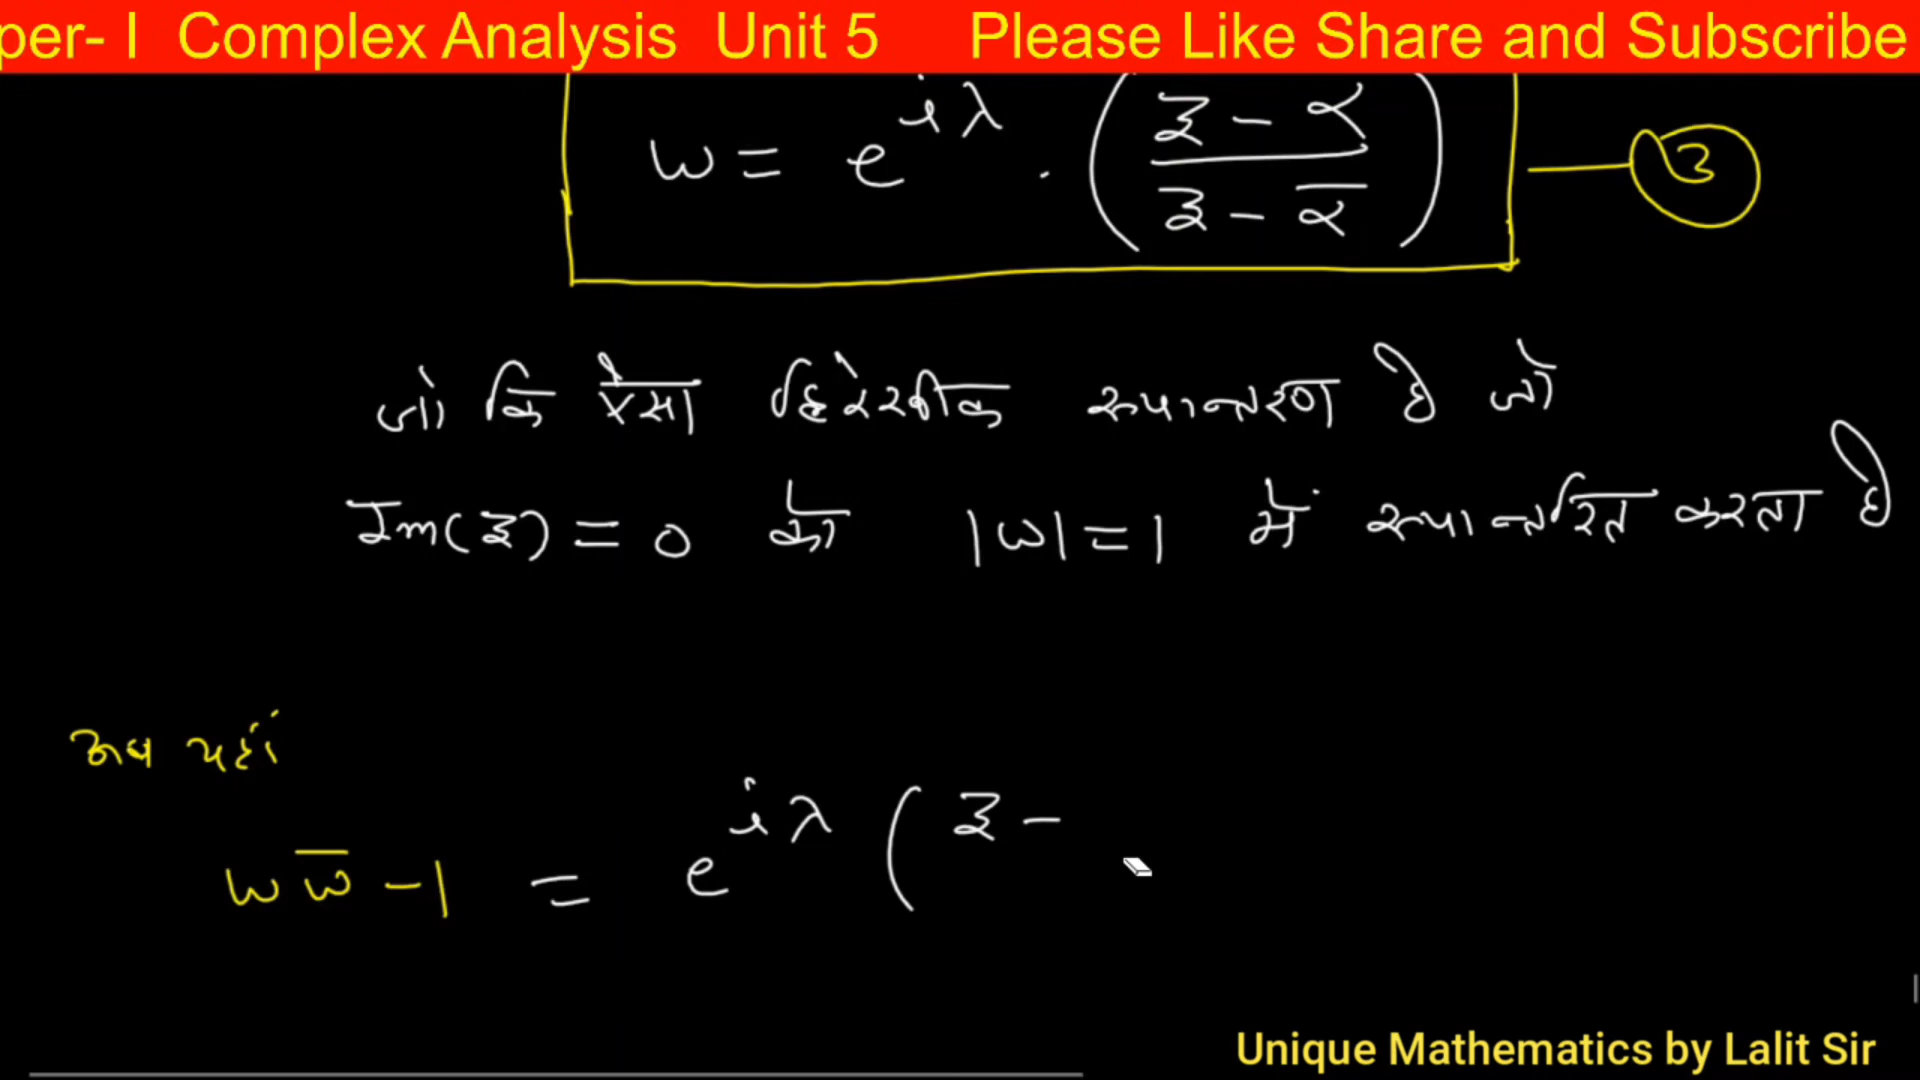 per- I Complex Analysis Unit 5 Please Like Share and Subscribe
w = e^{iλ} . ( (z - α) / (z - ᾱ) ) — ③
जो कि ऐसा द्विरेखीक रूपान्तरण है जो
Im(z) = 0 को |w| = 1 में रूपान्तरित करता है
अब यहां
w w̅ - 1 = e^{iλ} ( z -
Unique Mathematics by Lalit Sir